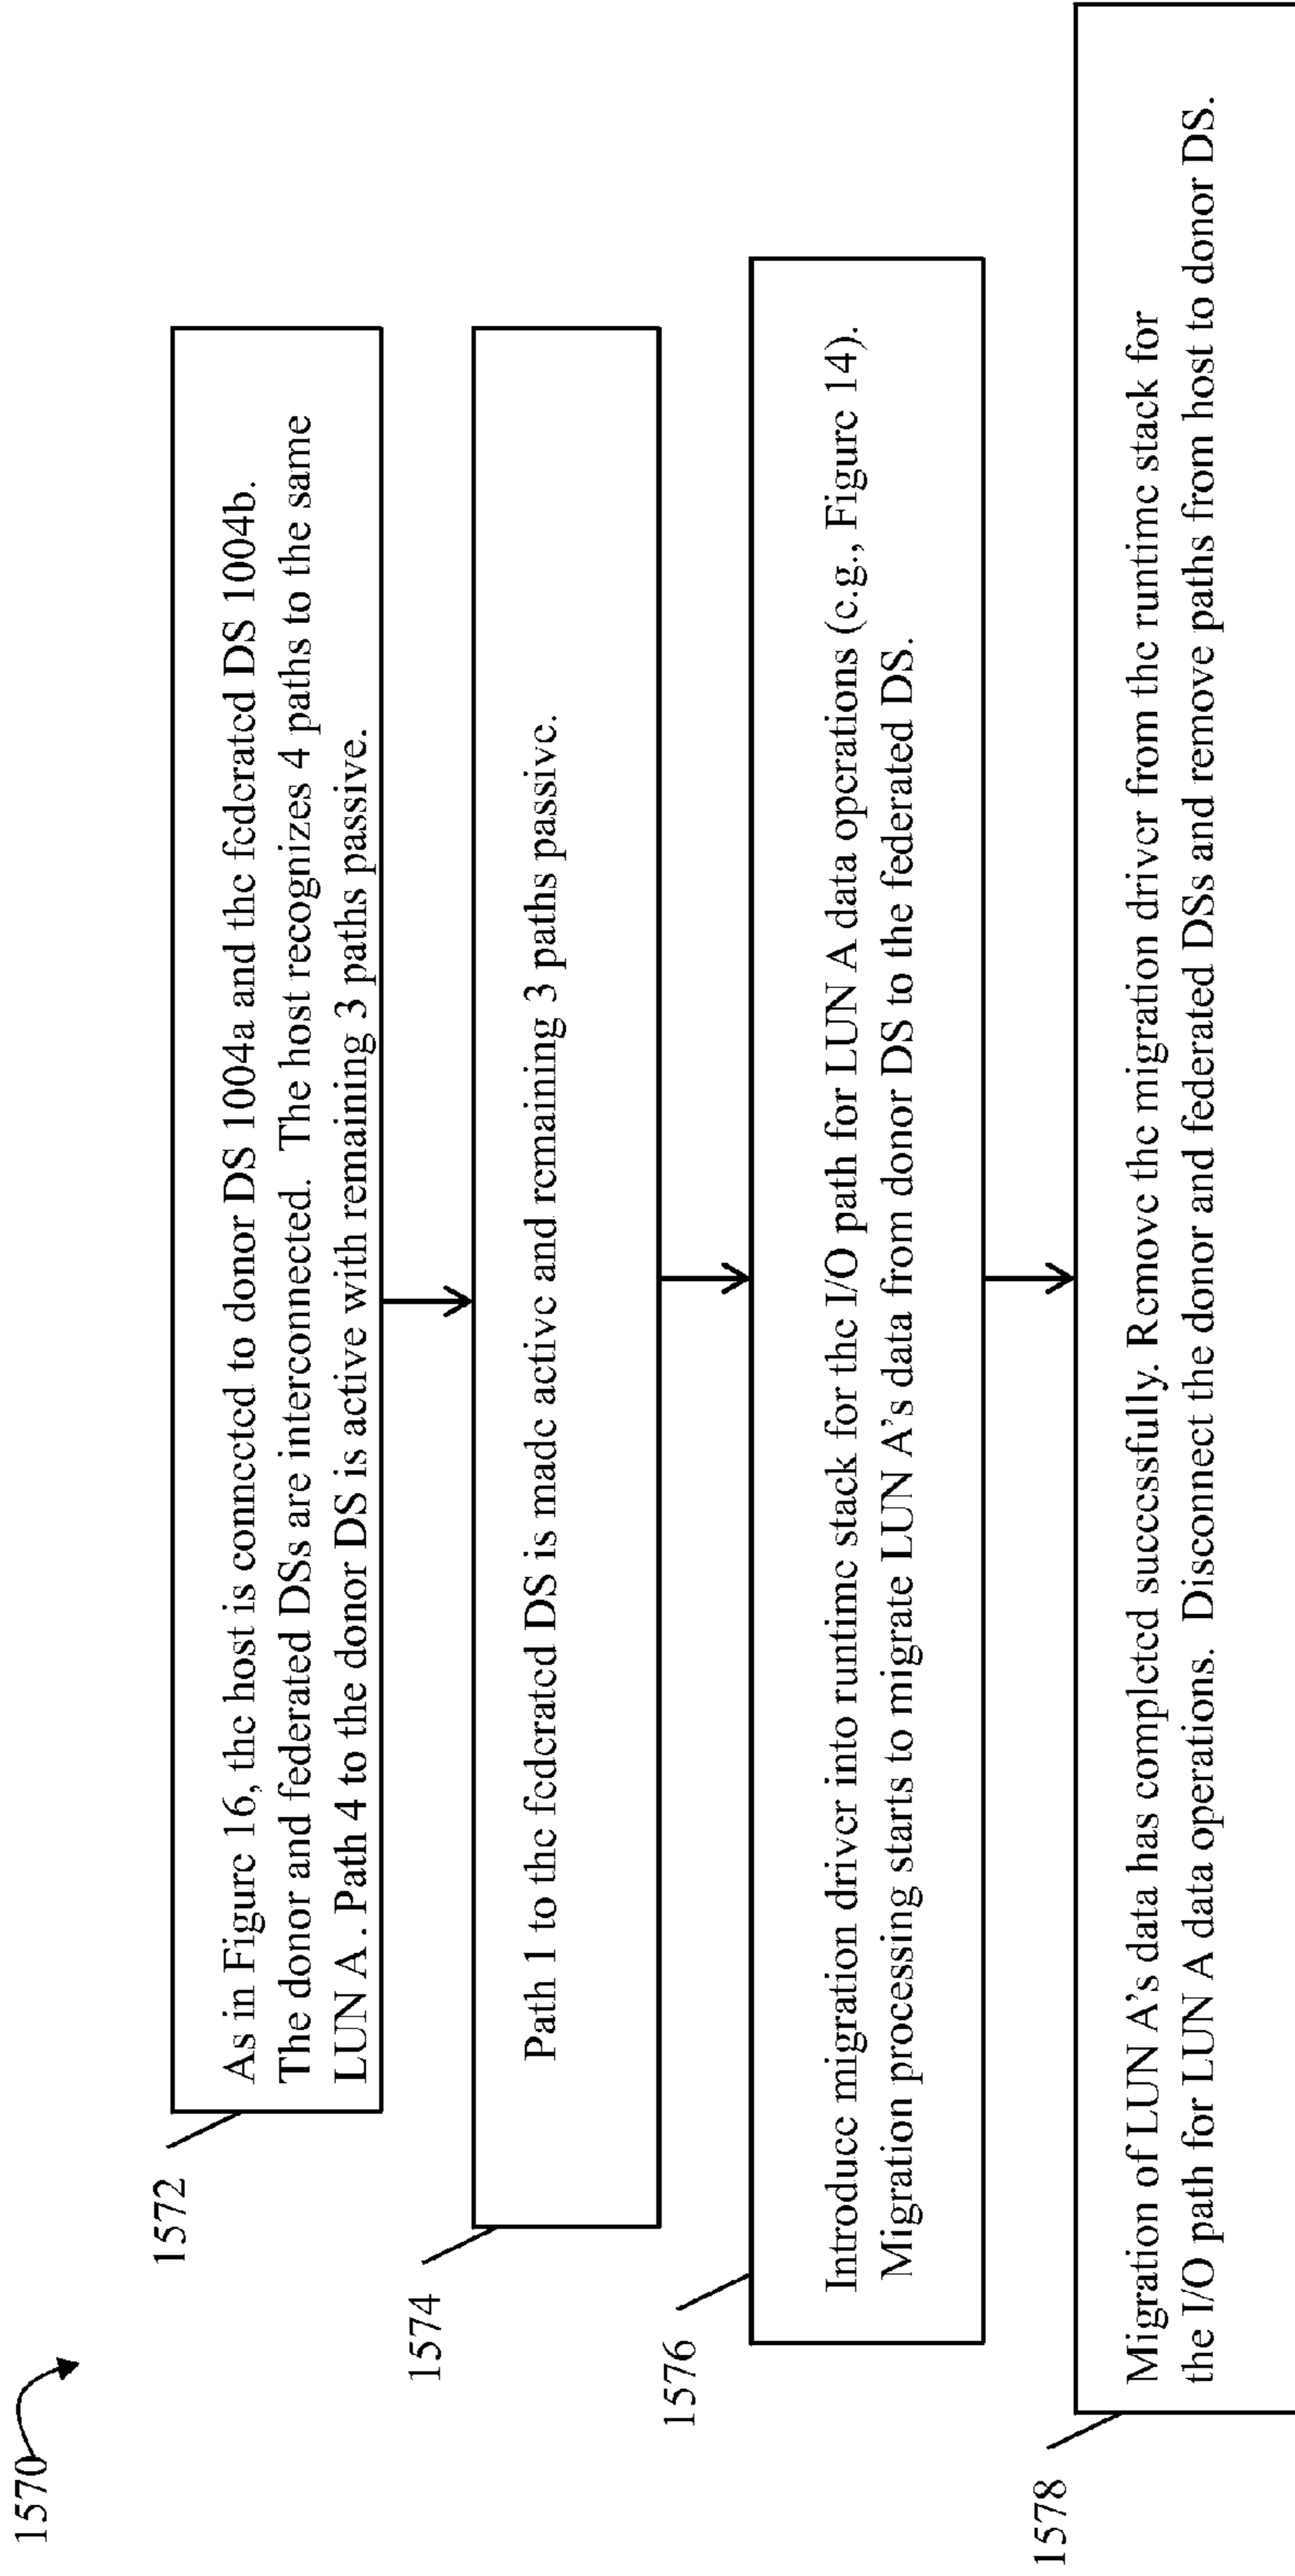 1570
1572
As in Figure 16, the host is connected to donor DS 1004a and the federated DS 1004b.
The donor and federated DSs are interconnected. The host recognizes 4 paths to the same
LUN A. Path 4 to the donor DS is active with remaining 3 paths passive.
1574
Path 1 to the federated DS is made active and remaining 3 paths passive.
1576
Introduce migration driver into runtime stack for the I/O path for LUN A data operations (e.g., Figure 14).
Migration processing starts to migrate LUN A's data from donor DS to the federated DS.
1578
Migration of LUN A's data has completed successfully. Remove the migration driver from the runtime stack for
the I/O path for LUN A data operations. Disconnect the donor and federated DSs and remove paths from host to donor DS.